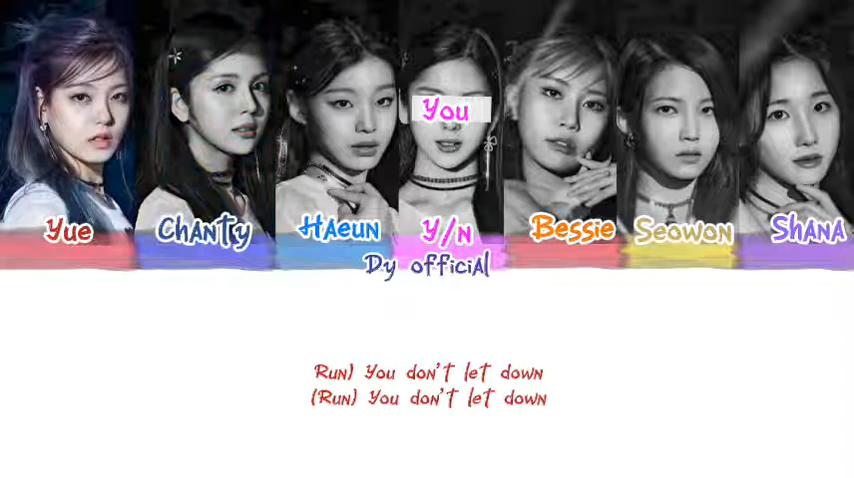 You
Yue Chanty Haeun Y/N Bessie Seowon Shana
Dy official
Run) You don't let down
(Run) You don't let down